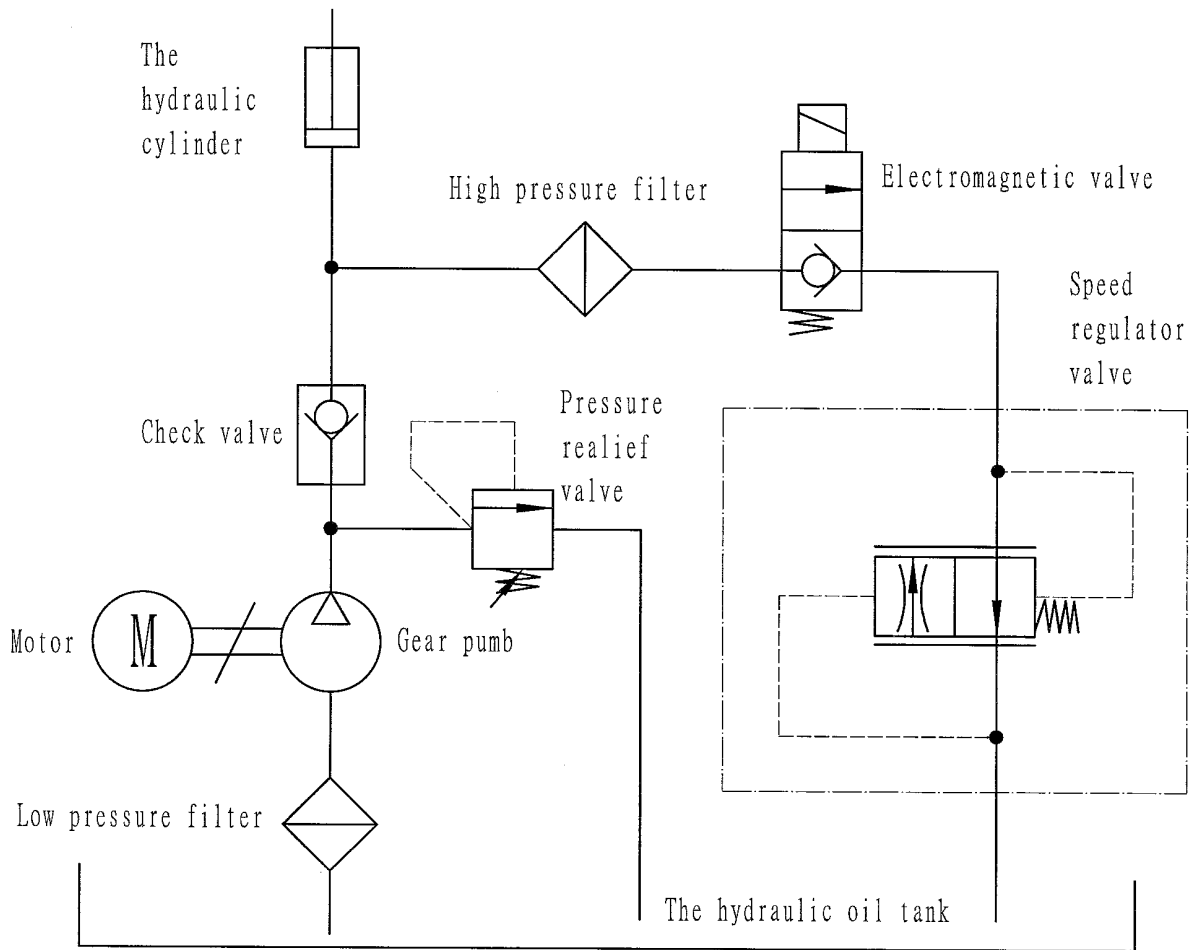 The
hydraulic
cylinder
High pressure filter
Electromagnetic valve
Speed
regulator
valve
Check valve
Pressure
realief
valve
Motor
M
Gear pumb
Low pressure filter
The hydraulic oil tank